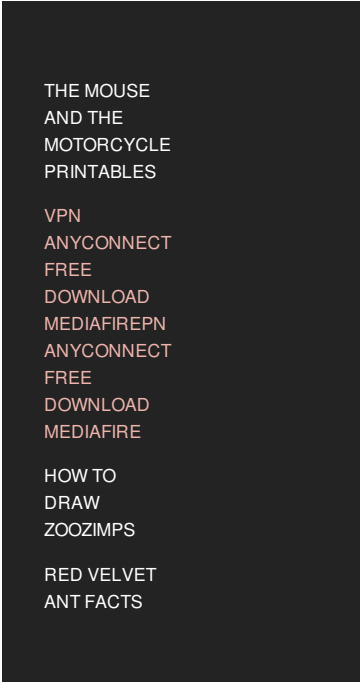 THE MOUSE
AND THE
MOTORCYCLE
PRINTABLES
VPN
ANYCONNECT
FREE
DOWNLOAD
MEDIAFIREPN
ANYCONNECT
FREE
DOWNLOAD
MEDIAFIRE
HOW TO
DRAW
ZOOZIMPS
RED VELVET
ANT FACTS